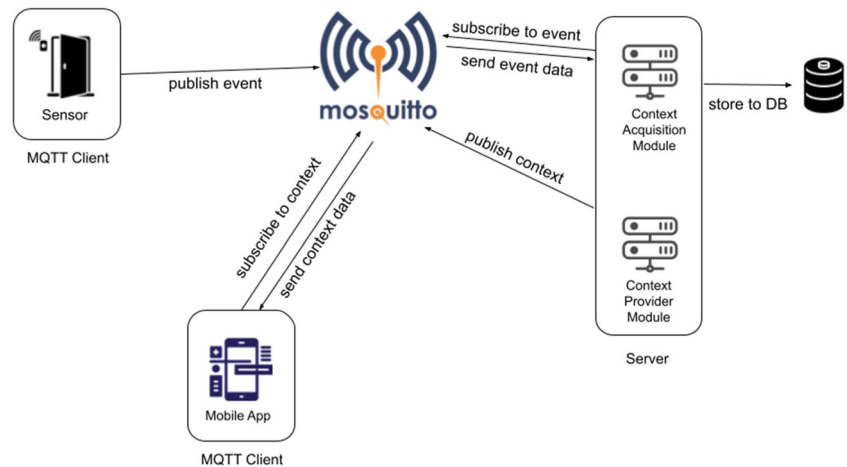 Sensor
MQTT Client
publish event
mosquitto
subscribe to event
send event data
Context
Acquisition
Module
store to DB
publish context
Context
Provider
Module
Server
subscribe to context
send context data
Mobile App
MQTT Client